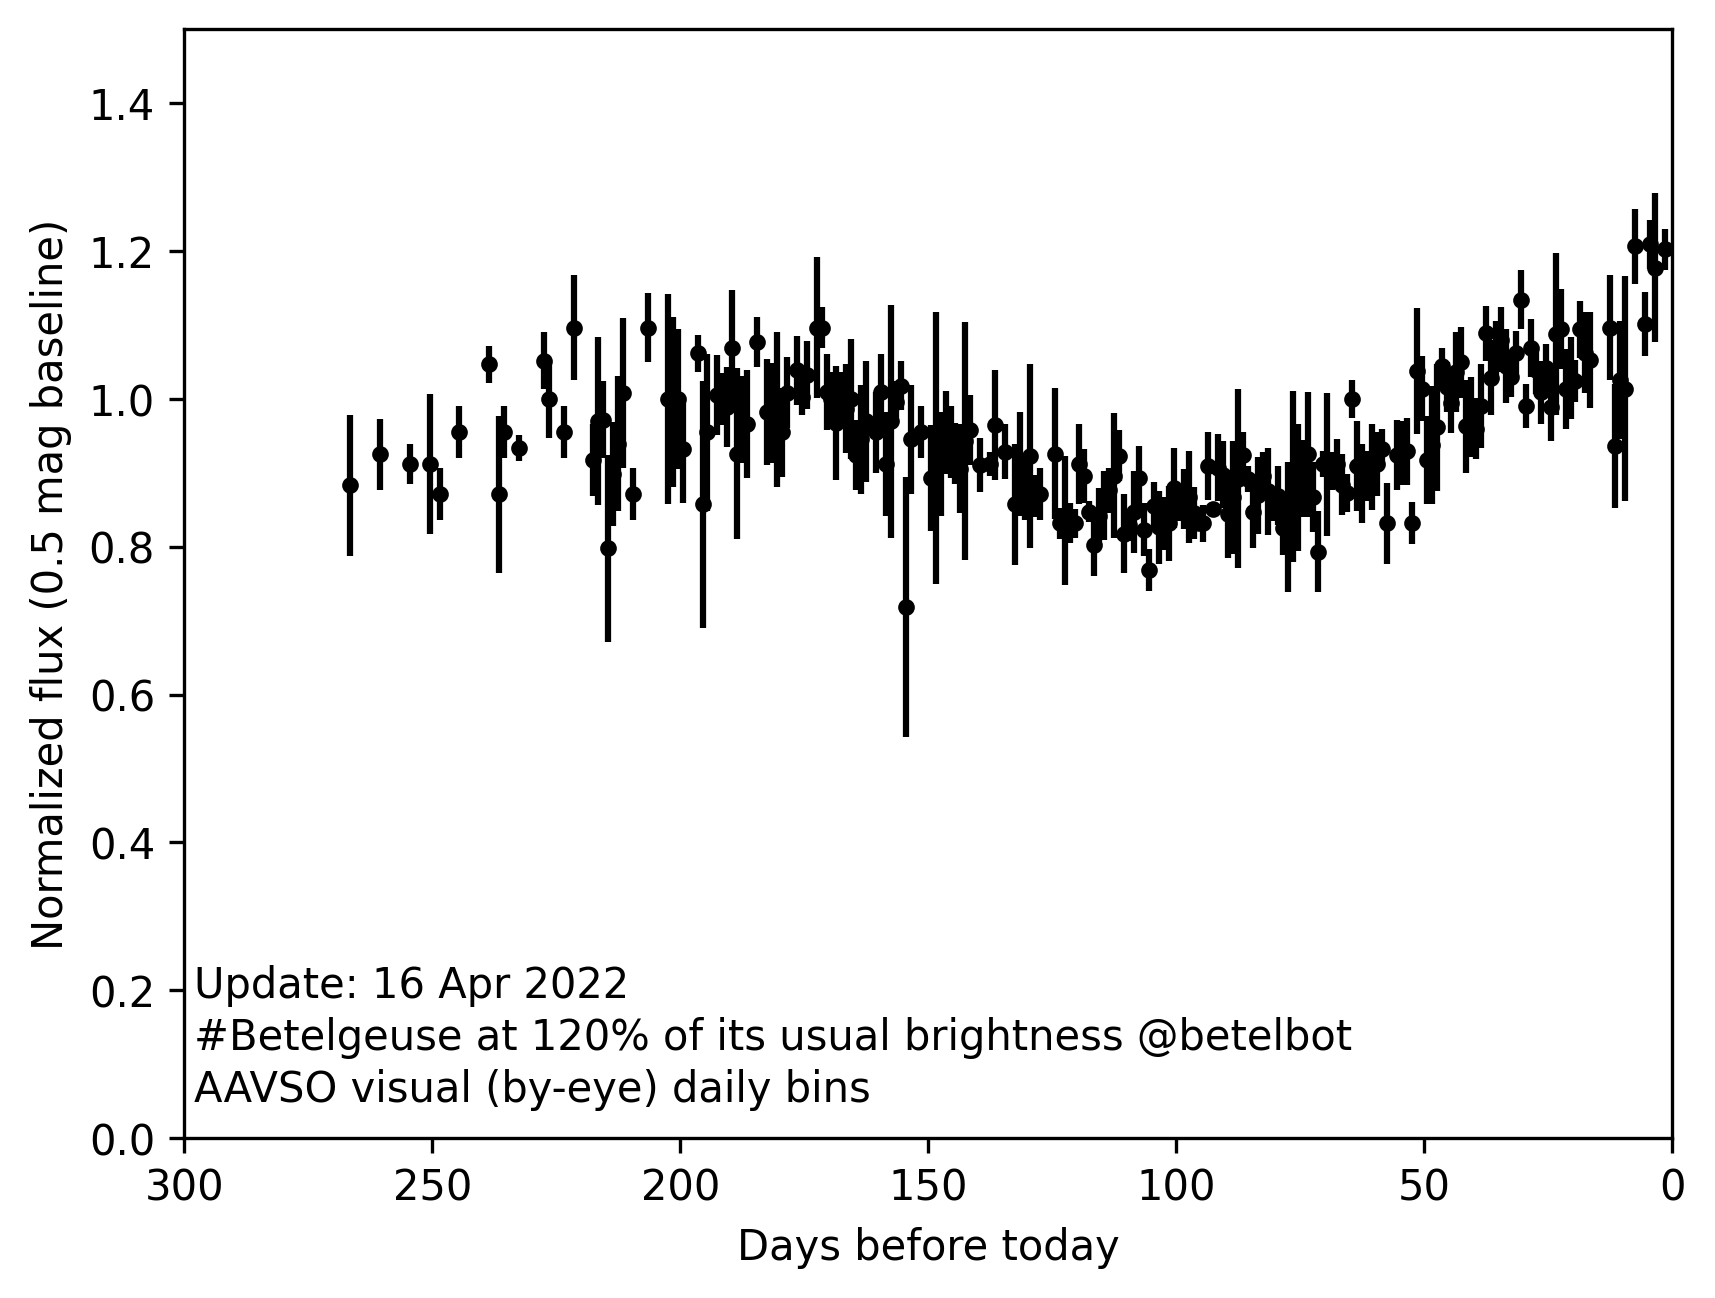 1.4
1.2
1.0
0.8
0.6
0.4
0.2
0.0
Normalized flux (0.5 mag baseline)
Update: 16 Apr 2022
#Betelgeuse at 120% of its usual brightness @betelbot
AAVSO visual (by-eye) daily bins
300 250 200 150 100 50 0
Days before today